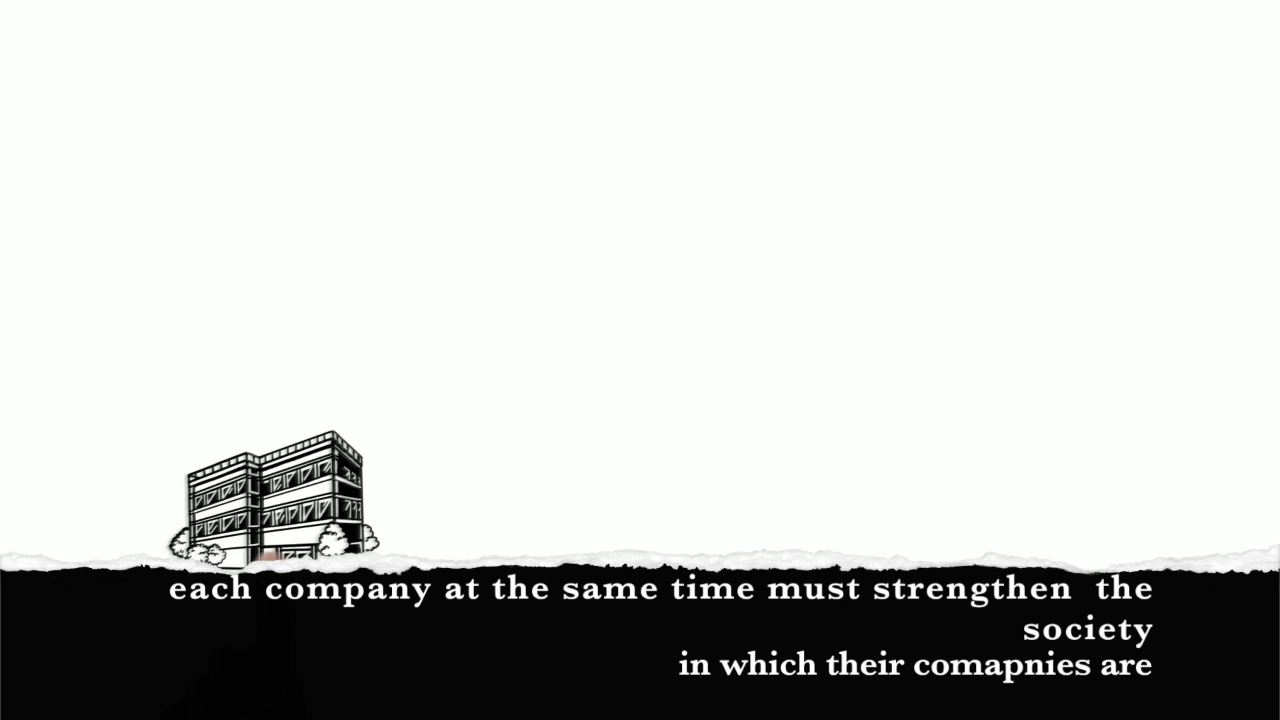 each company at the same time must strengthen  the
society
in which their comapnies are